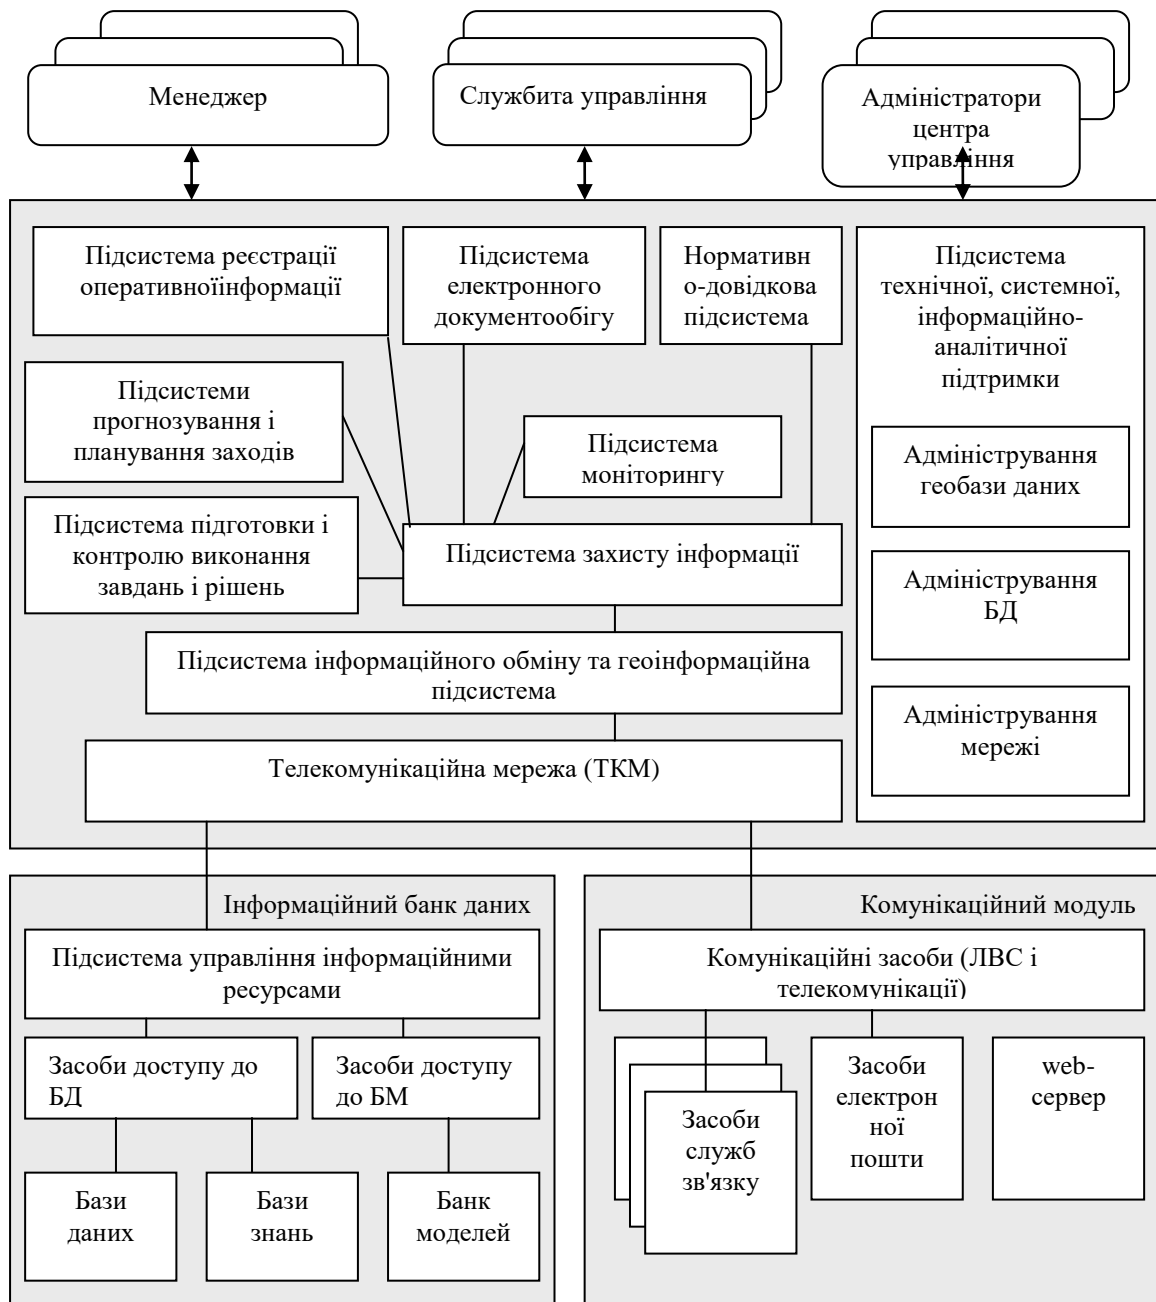 Менеджер
Службита управління
Адміністратори
центра
управління
Підсистема реєстрації
оперативноїінформації
Підсистема
електронного
документообігу
Нормативн
о-довідкова
підсистема
Підсистема
технічної, системної,
інформаційно-
аналітичної
підтримки
Підсистеми
прогнозування і
планування заходів
Підсистема
моніторингу
Адміністрування
геобази даних
Підсистема підготовки і
контролю виконання
завдань і рішень
Підсистема захисту інформації
Адміністрування
БД
Підсистема інформаційного обміну та геоінформаційна
підсистема
Адміністрування
мережі
Телекомунікаційна мережа (ТКМ)
Інформаційний банк даних
Підсистема управління інформаційними
ресурсами
Засоби доступу до
БД
Засоби доступу
до БМ
Бази
даних
Бази
знань
Банк
моделей
Комунікаційний модуль
Комунікаційні засоби (ЛВС і
телекомунікації)
Засоби
служб
зв'язку
Засоби
електрон
ної
пошти
web-
сервер